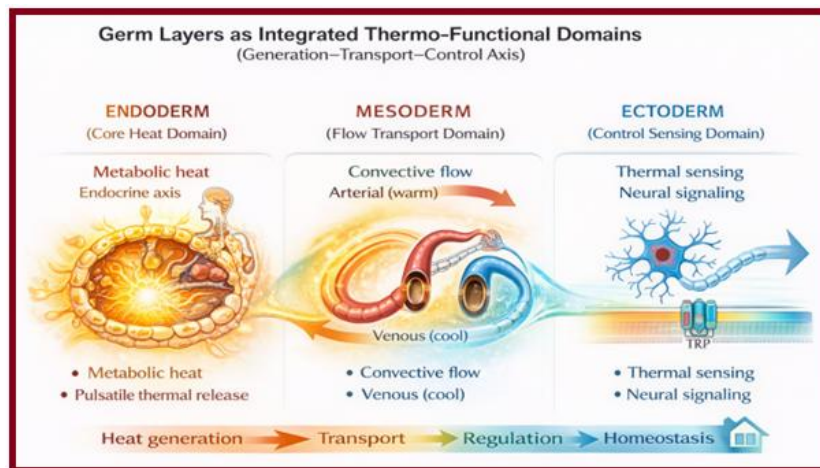 Germ Layers as Integrated Thermo-Functional Domains
(Generation–Transport–Control Axis)
ENDODERM
(Core Heat Domain)
Metabolic heat
Endocrine axis
• Metabolic heat
• Pulsatile thermal release
MESODERM
(Flow Transport Domain)
Convective flow
Arterial (warm)
Venous (cool)
• Convective flow
• Venous (cool)
ECTODERM
(Control Sensing Domain)
Thermal sensing
Neural signaling
TRP
• Thermal sensing
• Neural signaling
Heat generation Transport Regulation Homeostasis